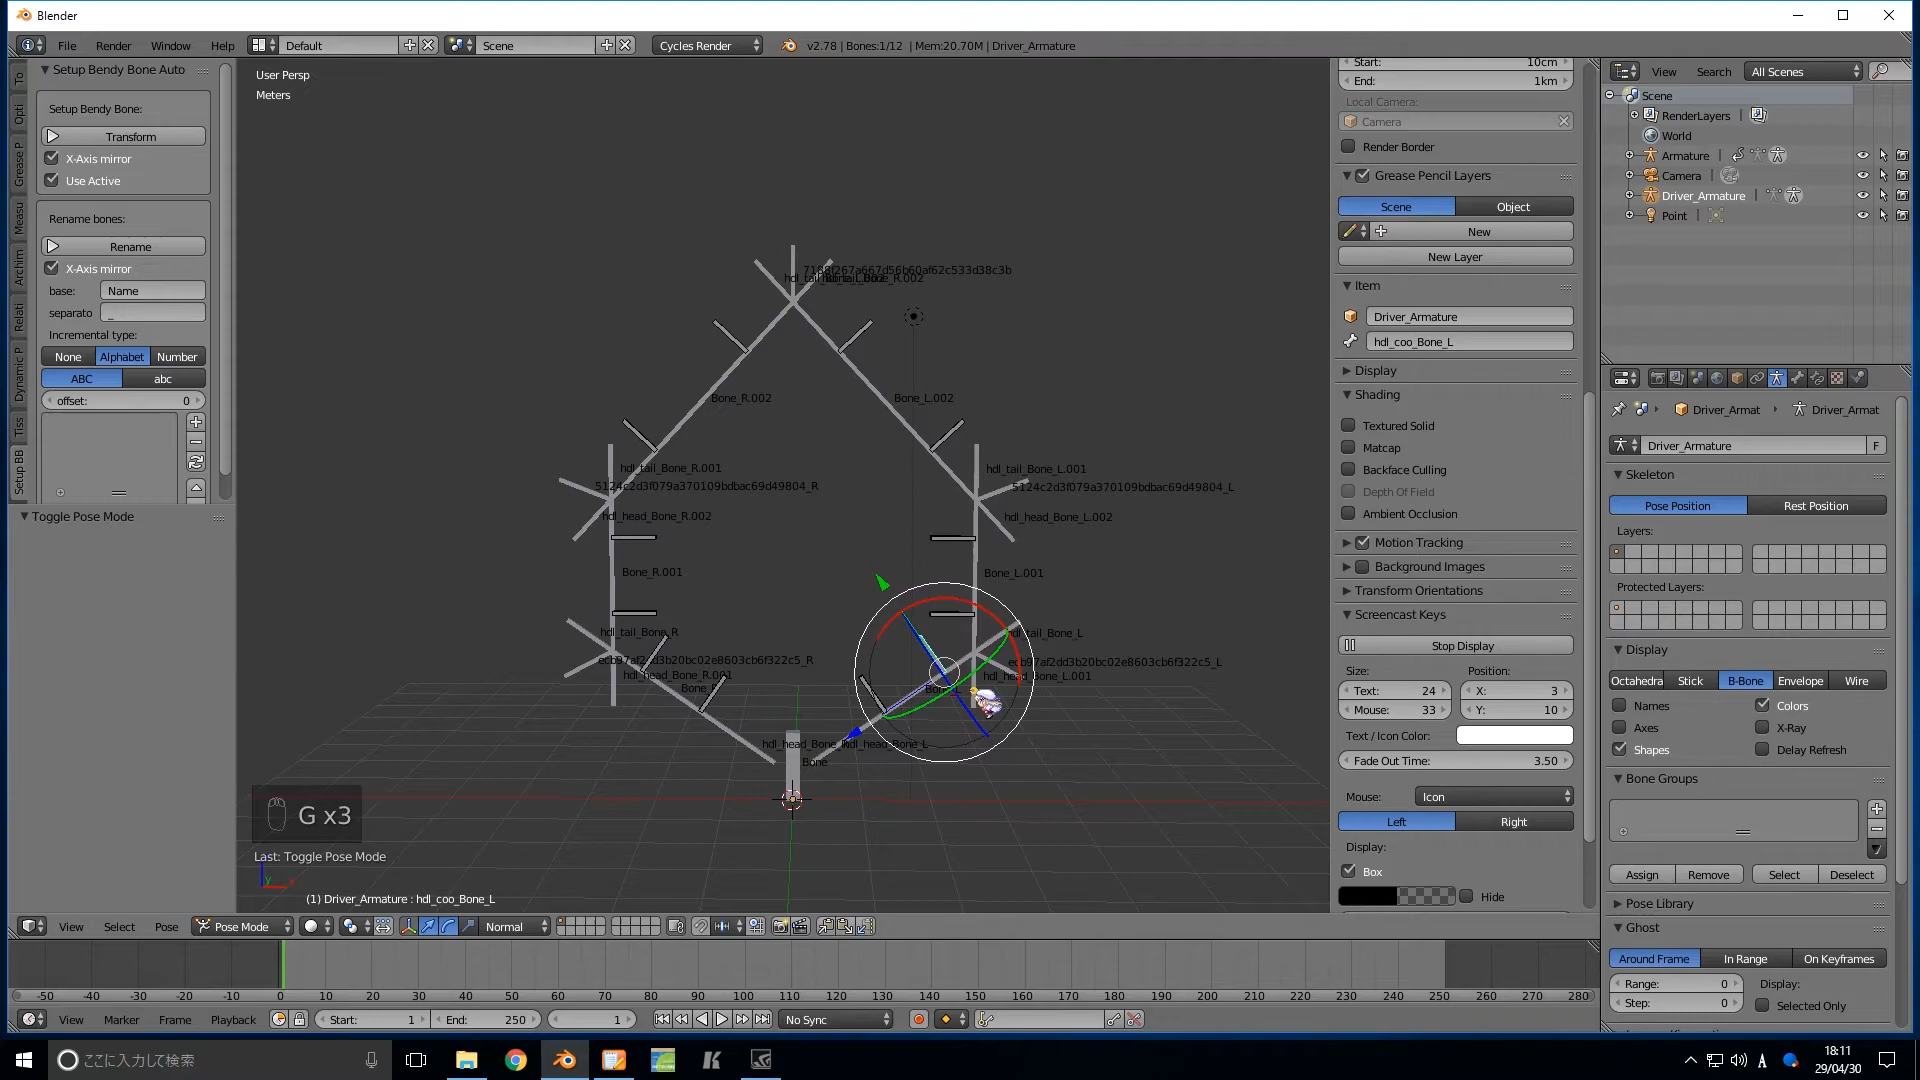 Blender
File Render Window Help Default Scene Cycles Render v2.78 | Bones:1/12 | Mem:20.70M | Driver_Armature
Setup Bendy Bone Auto
Setup Bendy Bone:
Transform
X-Axis mirror
Use Active
Rename bones:
Rename
X-Axis mirror
base: Name
separato _
Incremental type:
None Alphabet Number
ABC abc
offset: 0
Toggle Pose Mode
To
Opti
Grease P
Measu
Archim
Relati
Dynamic P
Tiss
Setup BB
User Persp
Meters
Bone_R.002
Bone_L.002
hdl_tail_Bone_R.001
hdl_tail_Bone_L.001
5124c2d3f079a370109bdbac69d49804_R
5124c2d3f079a370109bdbac69d49804_L
hdl_head_Bone_R.002
hdl_head_Bone_L.002
Bone_R.001
Bone_L.001
hdl_tail_Bone_R
hdl_tail_Bone_L
ecb97af2dd3b20bc02e8603cb6f322c5_R
ecb97af2dd3b20bc02e8603cb6f322c5_L
hdl_head_Bone_R.001
hdl_head_Bone_L.001
hdl_head_Bone_L
Bone
G x3
Last: Toggle Pose Mode
y x
(1) Driver_Armature : hdl_coo_Bone_L
View Select Pose Pose Mode Normal
Start: 10cm
End: 1km
Local Camera:
Camera
Render Border
Grease Pencil Layers
Scene Object
New
New Layer
Item
Driver_Armature
hdl_coo_Bone_L
Display
Shading
Textured Solid
Matcap
Backface Culling
Depth Of Field
Ambient Occlusion
Motion Tracking
Background Images
Transform Orientations
Screencast Keys
Stop Display
Size: Position:
Text: 24 X: 3
Mouse: 33 Y: 10
Text / Icon Color:
Fade Out Time: 3.50
Mouse: Icon
Left Right
Display:
Box
Hide
View Search All Scenes
Scene
RenderLayers
World
Armature
Camera
Driver_Armature
Point
Driver_Armat Driver_Armat
Driver_Armature F
Skeleton
Pose Position Rest Position
Layers:
Protected Layers:
Display
Octahedra Stick B-Bone Envelope Wire
Names Colors
Axes X-Ray
Shapes Delay Refresh
Bone Groups
Assign Remove Select Deselect
Pose Library
Ghost
Around Frame In Range On Keyframes
Range: 0 Display:
Step: 0 Selected Only
-50 -40 -30 -20 -10 0 10 20 30 40 50 60 70 80 90 100 110 120 130 140 150 160 170 180 190 200 210 220 230 240 250 260 270 280
View Marker Frame Playback Start: 1 End: 250 1 No Sync
ここに入力して検索
A
18:11
29/04/30